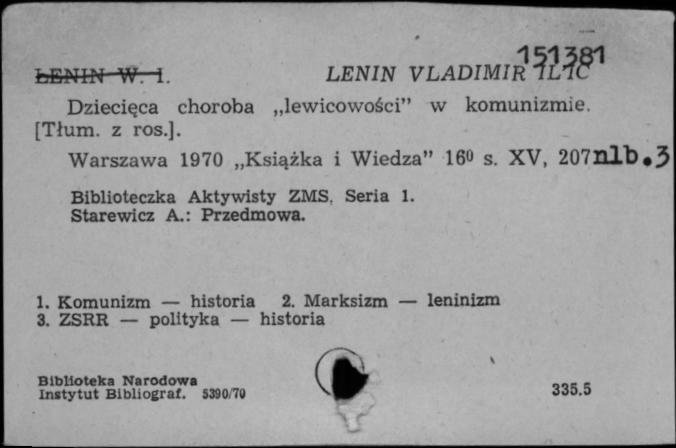 151381
LENIN W. I. LENIN VLADIMIR ILIC
Dziecięca choroba „lewicowości” w komunizmie.
[Tłum. z ros.].
Warszawa 1970 „Książka i Wiedza” 16⁰ s. XV, 207 nlb. 3
Biblioteczka Aktywisty ZMS, Seria 1.
Starewicz A.: Przedmowa.
1. Komunizm — historia 2. Marksizm — leninizm
3. ZSRR — polityka — historia
Biblioteka Narodowa
Instytut Bibliograf. 5390/70 335.5